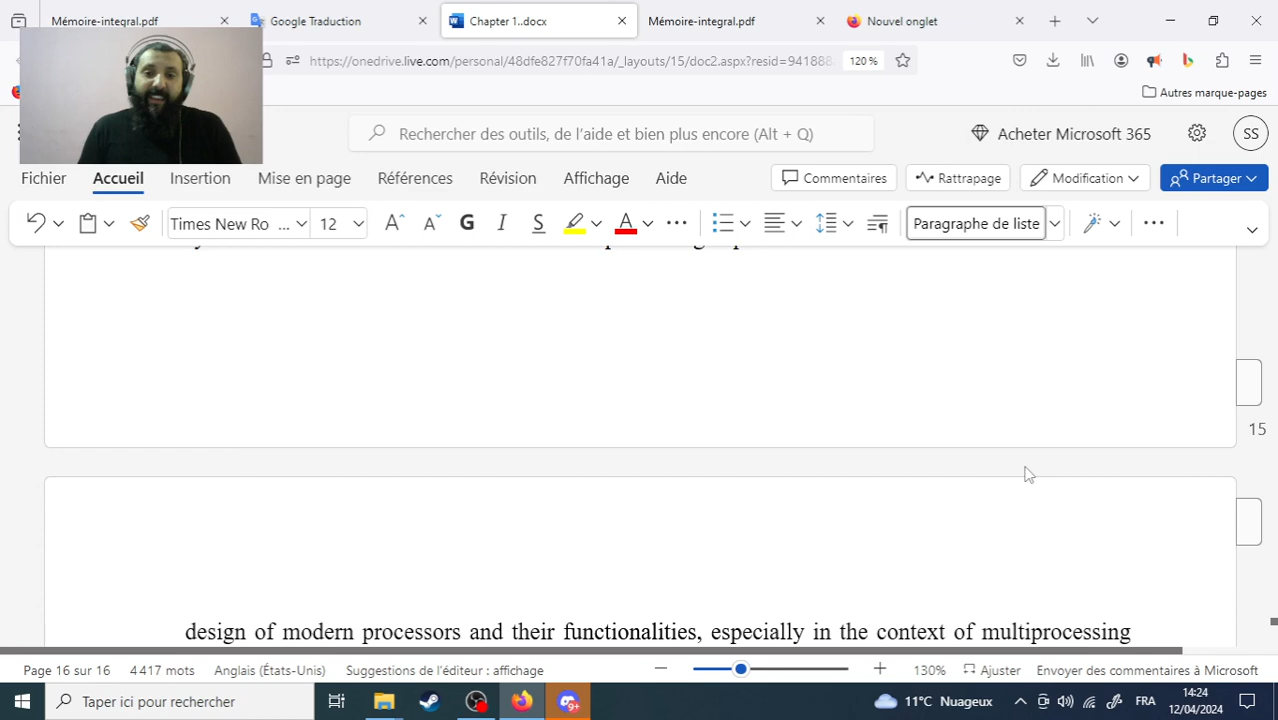 Mémoire-integral.pdf
Google Traduction
Chapter 1..docx
Mémoire-integral.pdf
Nouvel onglet
https://onedrive.live.com/personal/48dfe827f70fa41a/_layouts/15/doc2.aspx?resid=94188
120 %
Autres marque-pages
Rechercher des outils, de l'aide et bien plus encore (Alt + Q)
Acheter Microsoft 365
SS
Fichier
Accueil
Insertion
Mise en page
Références
Révision
Affichage
Aide
Commentaires
Rattrapage
Modification
Partager
Times New Ro ...
12
G
I
S
Paragraphe de liste
15
design of modern processors and their functionalities, especially in the context of multiprocessing
Page 16 sur 16
4 417 mots
Anglais (États-Unis)
Suggestions de l'éditeur : affichage
130%
Ajuster
Envoyer des commentaires à Microsoft
Taper ici pour rechercher
9+
11°C Nuageux
FRA
14:24
12/04/2024